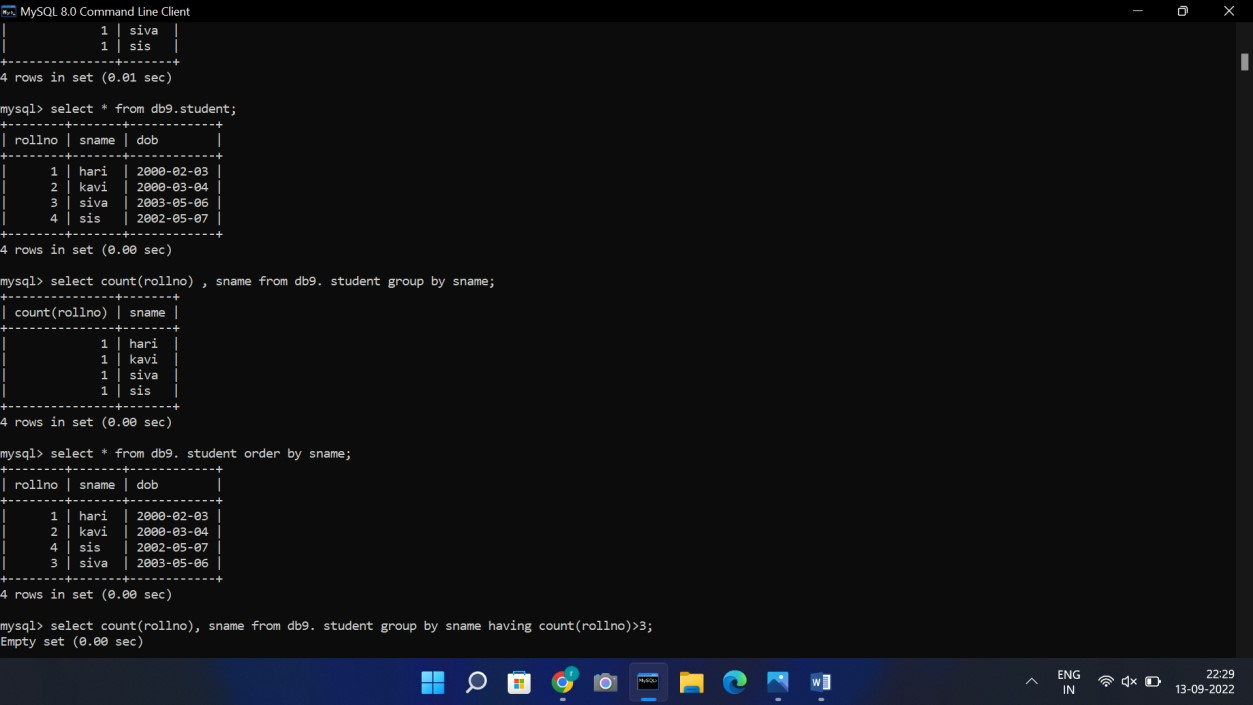 MySQL 8.0 Command Line Client
|             1 | siva  |
|             1 | sis   |
+---------------+-------+
4 rows in set (0.01 sec)
mysql> select * from db9.student;
+--------+-------+------------+
| rollno | sname | dob        |
+--------+-------+------------+
|      1 | hari  | 2000-02-03 |
|      2 | kavi  | 2000-03-04 |
|      3 | siva  | 2003-05-06 |
|      4 | sis   | 2002-05-07 |
+--------+-------+------------+
4 rows in set (0.00 sec)
mysql> select count(rollno) , sname from db9. student group by sname;
+---------------+-------+
| count(rollno) | sname |
+---------------+-------+
|             1 | hari  |
|             1 | kavi  |
|             1 | siva  |
|             1 | sis   |
+---------------+-------+
4 rows in set (0.00 sec)
mysql> select * from db9. student order by sname;
+--------+-------+------------+
| rollno | sname | dob        |
+--------+-------+------------+
|      1 | hari  | 2000-02-03 |
|      2 | kavi  | 2000-03-04 |
|      4 | sis   | 2002-05-07 |
|      3 | siva  | 2003-05-06 |
+--------+-------+------------+
4 rows in set (0.00 sec)
mysql> select count(rollno), sname from db9. student group by sname having count(rollno)>3;
Empty set (0.00 sec)
ENG
IN
22:29
13-09-2022